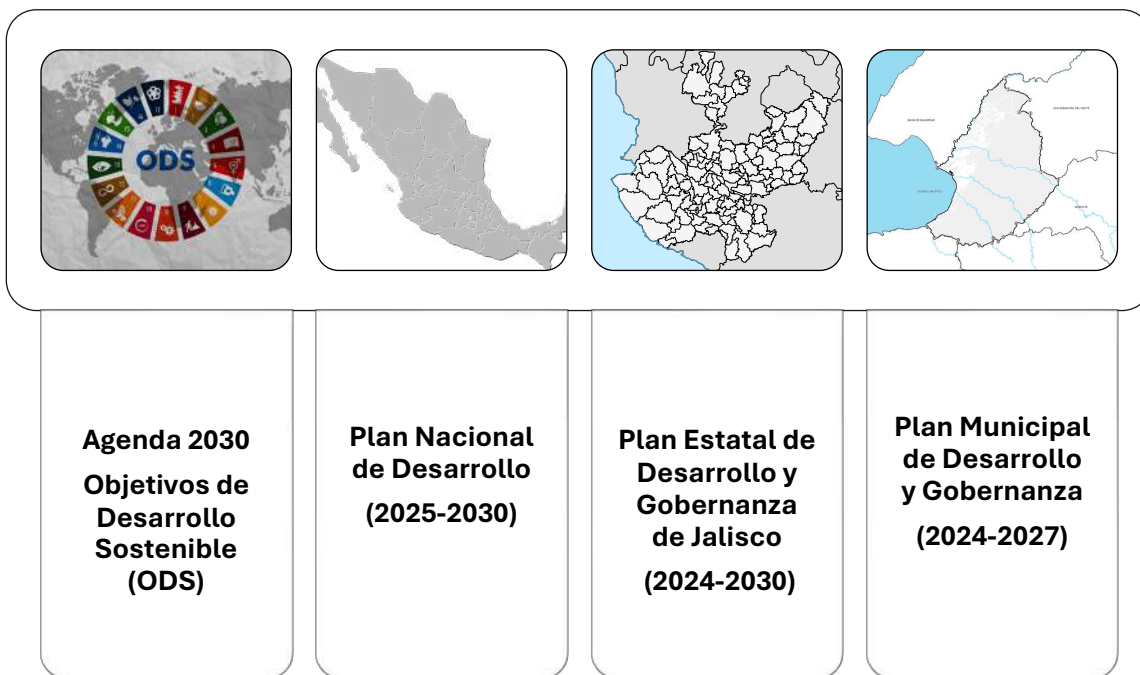 ODS
Agenda 2030
Objetivos de
Desarrollo
Sostenible
(ODS)
Plan Nacional
de Desarrollo
(2025-2030)
Plan Estatal de
Desarrollo y
Gobernanza
de Jalisco
(2024-2030)
Plan Municipal
de Desarrollo
y Gobernanza
(2024-2027)